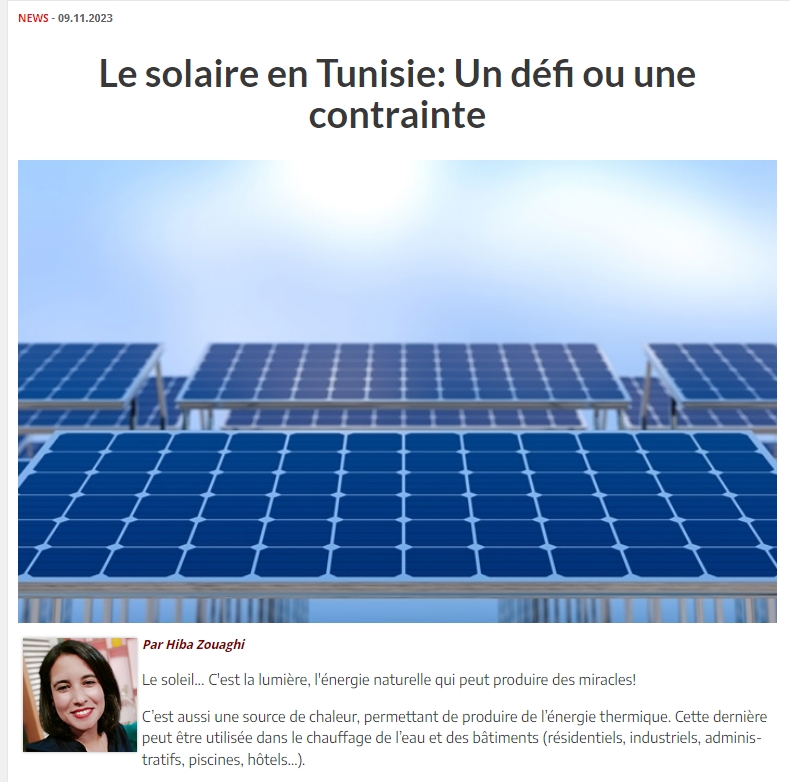 NEWS - 09.11.2023
Le solaire en Tunisie: Un défi ou une
contrainte
Par Hiba Zouaghi
Le soleil... C'est la lumière, l'énergie naturelle qui peut produire des miracles!
C’est aussi une source de chaleur, permettant de produire de l’énergie thermique. Cette dernière
peut être utilisée dans le chauffage de l’eau et des bâtiments (résidentiels, industriels, adminis-
tratifs, piscines, hôtels…).